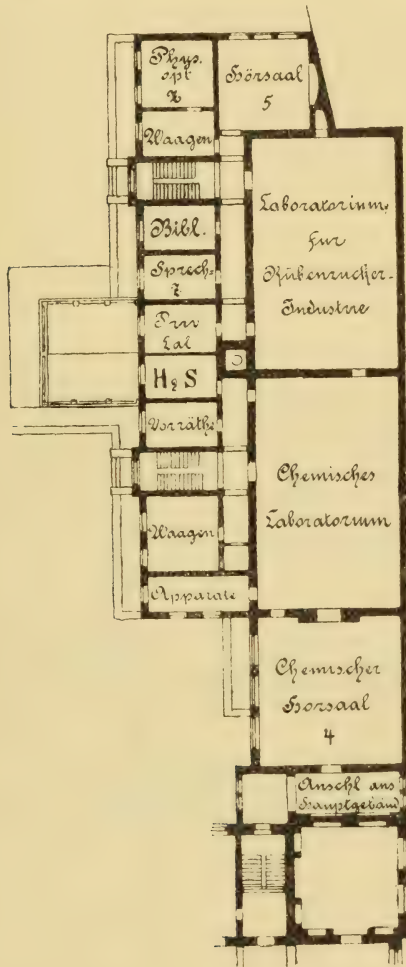 Phys.
opt
Z
Hörsaal
5
Waagen
Bibl.
Sprech-
Z.
Priv
Lab
H₂S
Vorräthe
Waagen
Apparate
Laboratorium
für
Rübenzucker-
Industrie
Chemisches
Laboratorium
Chemischer
Hörsaal
4
Anschl ans
Hauptgebäud